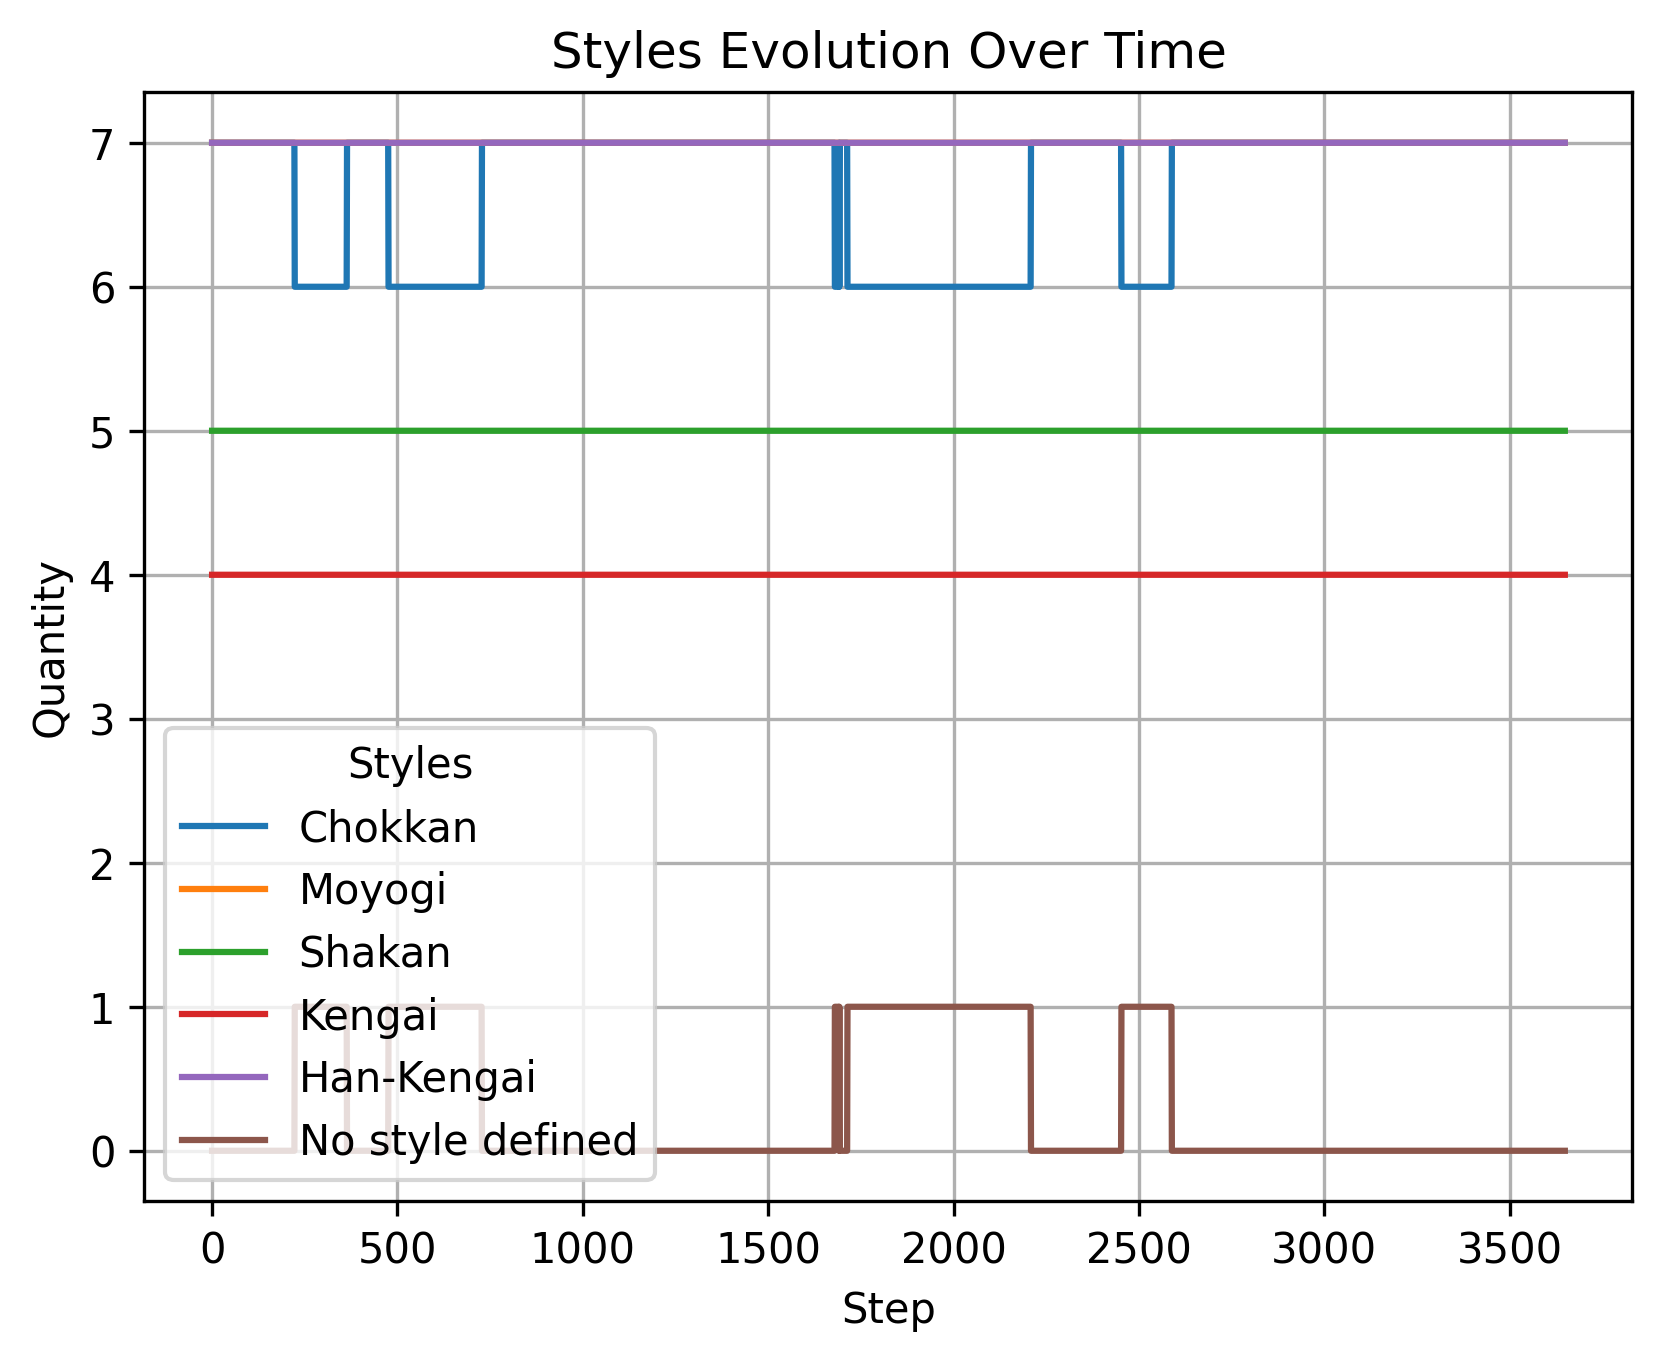 Styles Evolution Over Time
7
6
5
4
3
2
1
0
Quantity
Styles
Chokkan
Moyogi
Shakan
Kengai
Han-Kengai
No style defined
0 500 1000 1500 2000 2500 3000 3500
Step